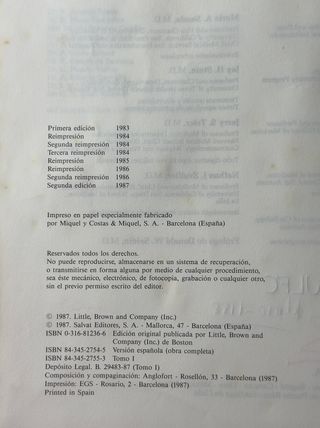 Primera edición 1983
Reimpresión 1984
Segunda reimpresión 1984
Tercera reimpresión 1984
Reimpresión 1985
Reimpresión 1986
Segunda reimpresión 1986
Segunda edición 1987
Impreso en papel especialmente fabricado
por Miquel y Costas & Miquel, S. A. - Barcelona (España)
Reservados todos los derechos.
No puede reproducirse, almacenarse en un sistema de recuperación,
o transmitirse en forma alguna por medio de cualquier procedimiento,
sea éste mecánico, electrónico, de fotocopia, grabación o cualquier otro,
sin el previo permiso escrito del editor.
© 1987. Little, Brown and Company (Inc.)
© 1987. Salvat Editores, S. A. - Mallorca, 47 - Barcelona (España)
ISBN 0-316-81236-6 Edición original publicada por Little, Brown and
Company (Inc.) de Boston
ISBN 84-345-2754-5 Versión española (obra completa)
ISBN 84-345-2755-3 Tomo I
Depósito Legal. B. 29483-87 (Tomo I)
Composición y compaginación: Anglofort - Rosellón, 33 - Barcelona (1987)
Impresión: EGS - Rosario, 2 - Barcelona (1987)
Printed in Spain